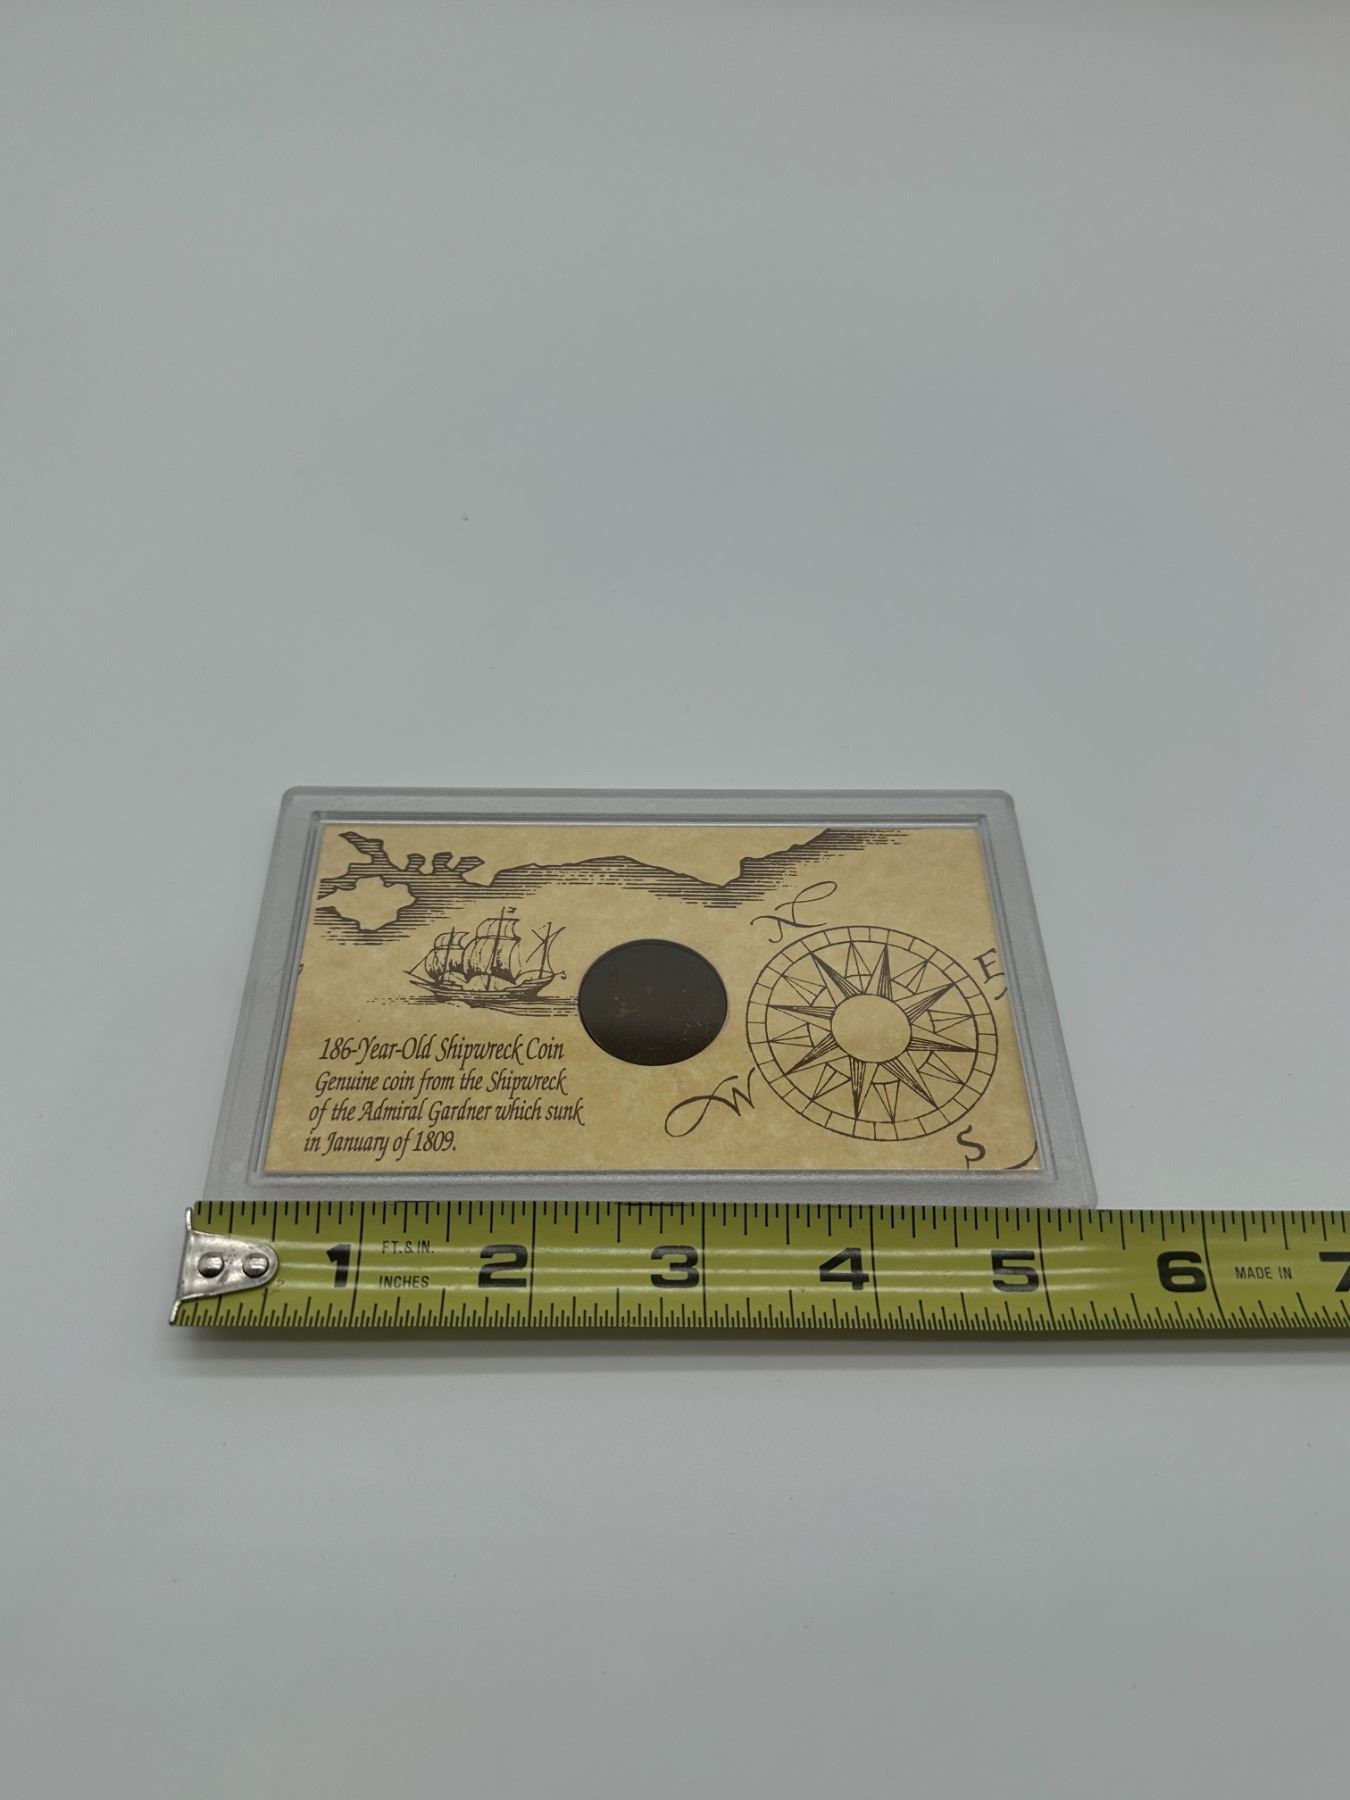 N
E
186-Year-Old Shipwreck Coin
Genuine coin from the Shipwreck
of the Admiral Gardner which sunk
in January of 1809.
W
S
1 FT. & IN. INCHES 2 3 4 5 6 MADE IN 7